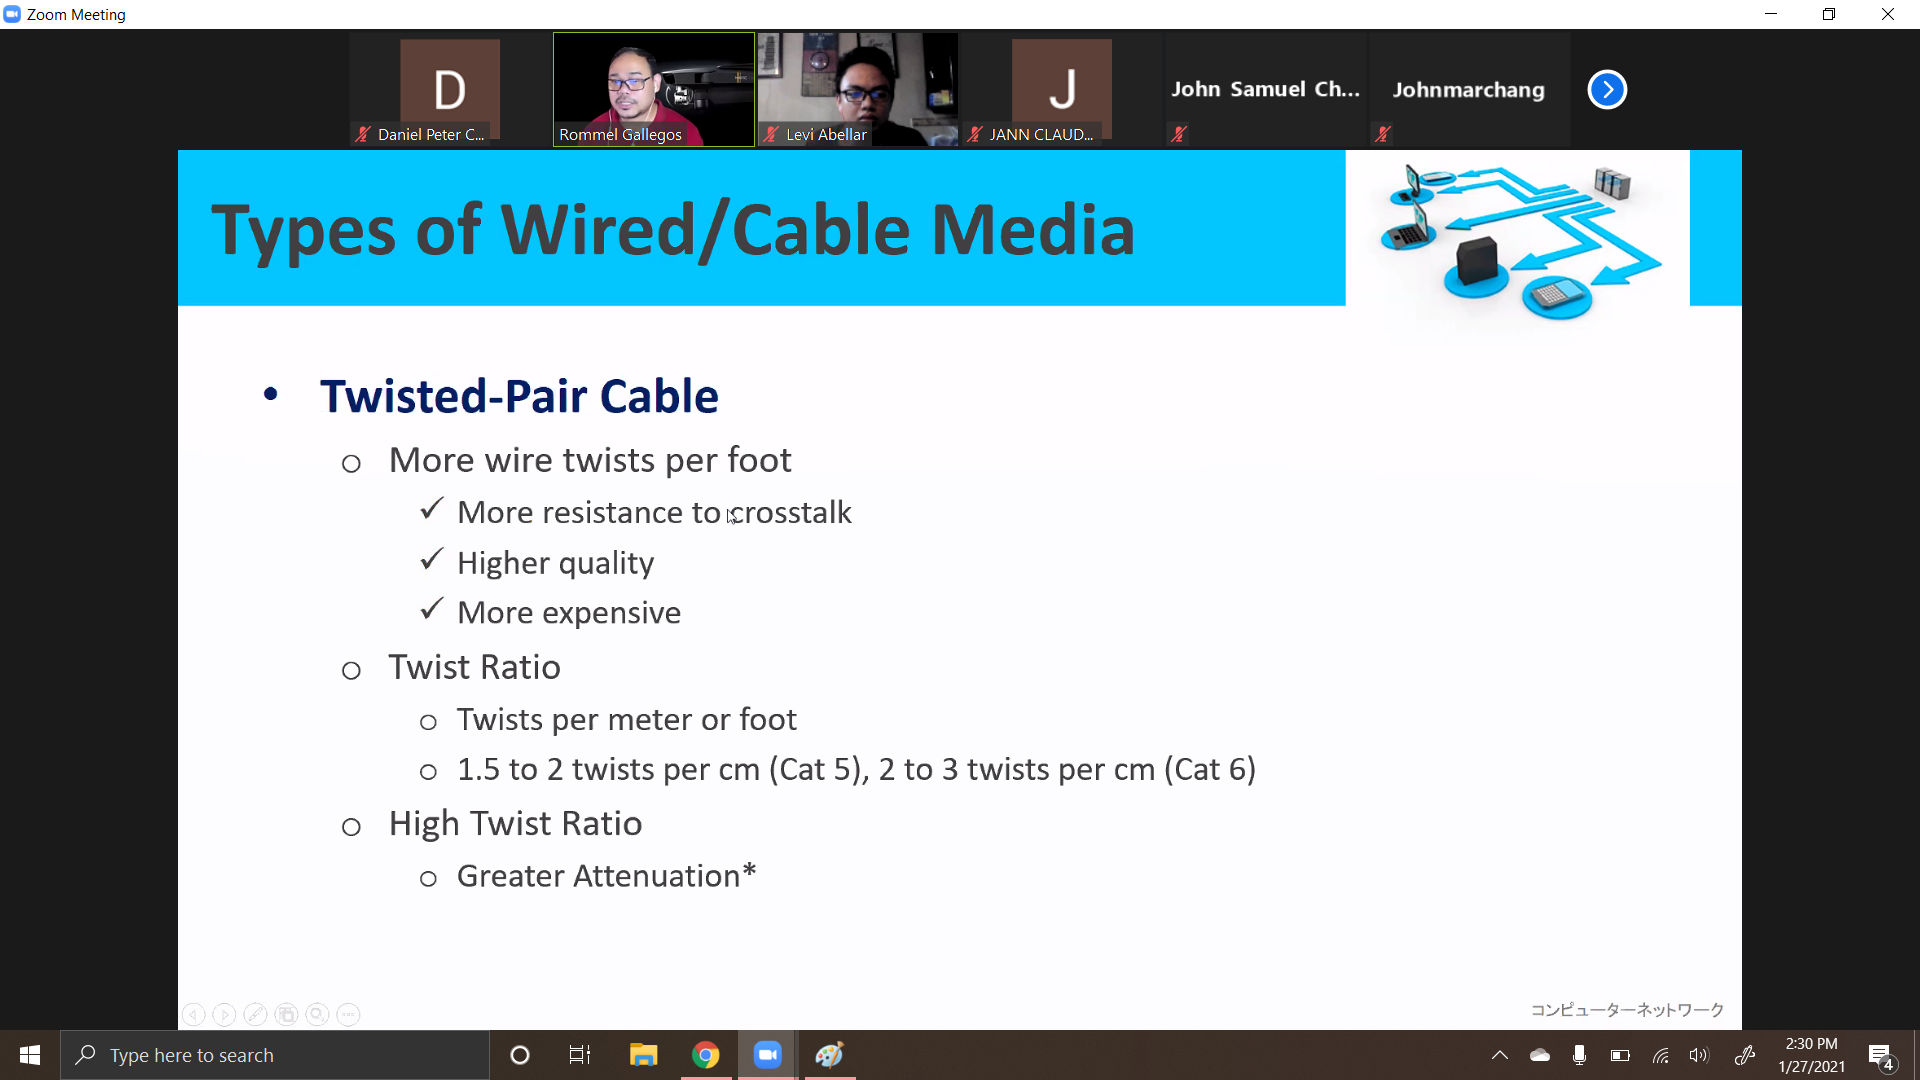 Zoom Meeting
D
Daniel Peter C...
Rommel Gallegos
Levi Abellar
J
JANN CLAUD...
John Samuel Ch...
Johnmarchang
Types of Wired/Cable Media
• Twisted-Pair Cable
o More wire twists per foot
✓ More resistance to crosstalk
✓ Higher quality
✓ More expensive
o Twist Ratio
o Twists per meter or foot
o 1.5 to 2 twists per cm (Cat 5), 2 to 3 twists per cm (Cat 6)
o High Twist Ratio
o Greater Attenuation*
コンピューターネットワーク
Type here to search
2:30 PM
1/27/2021
4